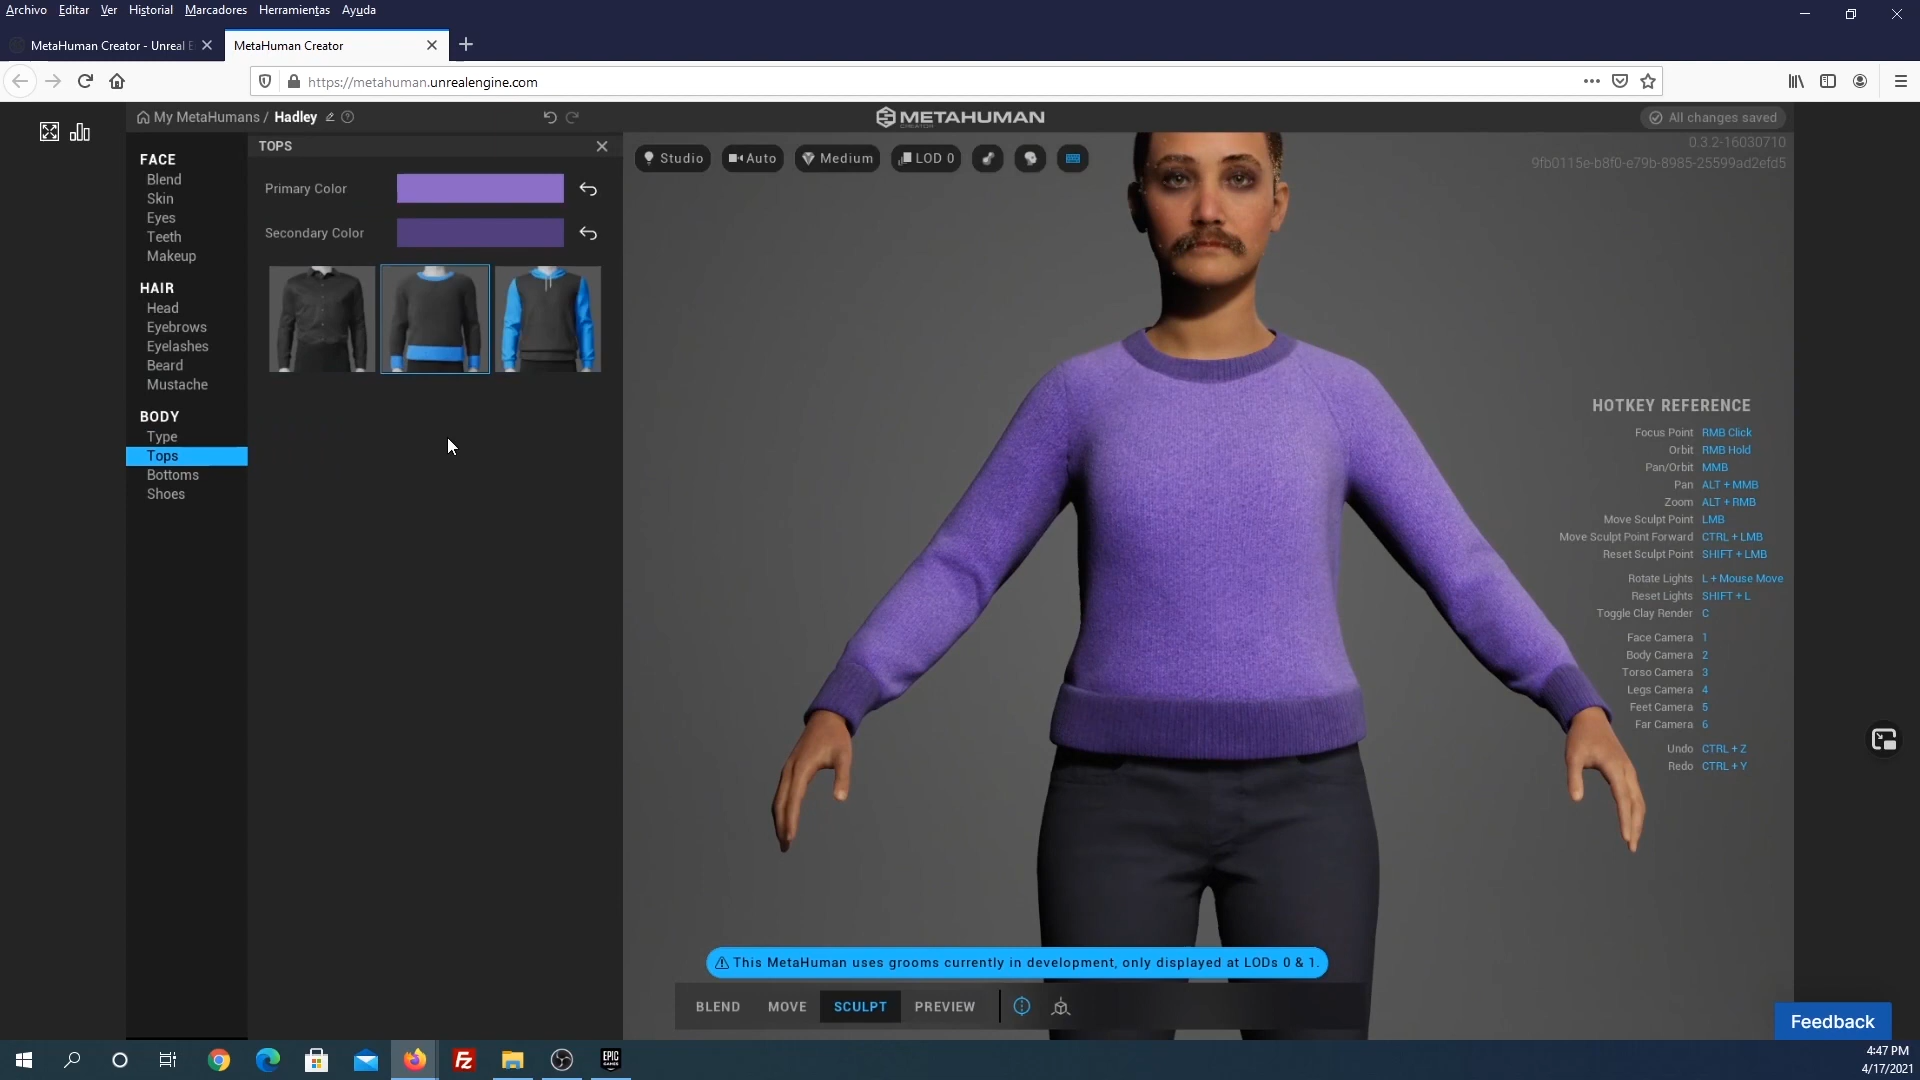 Archivo Editar Ver Historial Marcadores Herramientas Ayuda
MetaHuman Creator - Unreal E
MetaHuman Creator
https://metahuman.unrealengine.com
My MetaHumans / Hadley
METAHUMAN
CREATOR
All changes saved
0.3.2-16030710
9fb0115e-b8f0-e79b-8985-25599ad2efd5
FACE
Blend
Skin
Eyes
Teeth
Makeup
HAIR
Head
Eyebrows
Eyelashes
Beard
Mustache
BODY
Type
Tops
Bottoms
Shoes
TOPS
Primary Color
Secondary Color
Studio
Auto
Medium
LOD 0
HOTKEY REFERENCE
Focus Point RMB Click
Orbit RMB Hold
Pan/Orbit MMB
Pan ALT + MMB
Zoom ALT + RMB
Move Sculpt Point LMB
Move Sculpt Point Forward CTRL + LMB
Reset Sculpt Point SHIFT + LMB
Rotate Lights L + Mouse Move
Reset Lights SHIFT + L
Toggle Clay Render C
Face Camera 1
Body Camera 2
Torso Camera 3
Legs Camera 4
Feet Camera 5
Far Camera 6
Undo CTRL + Z
Redo CTRL + Y
This MetaHuman uses grooms currently in development, only displayed at LODs 0 & 1.
BLEND MOVE SCULPT PREVIEW
Feedback
Fz
EPIC
GAMES
4:47 PM
4/17/2021